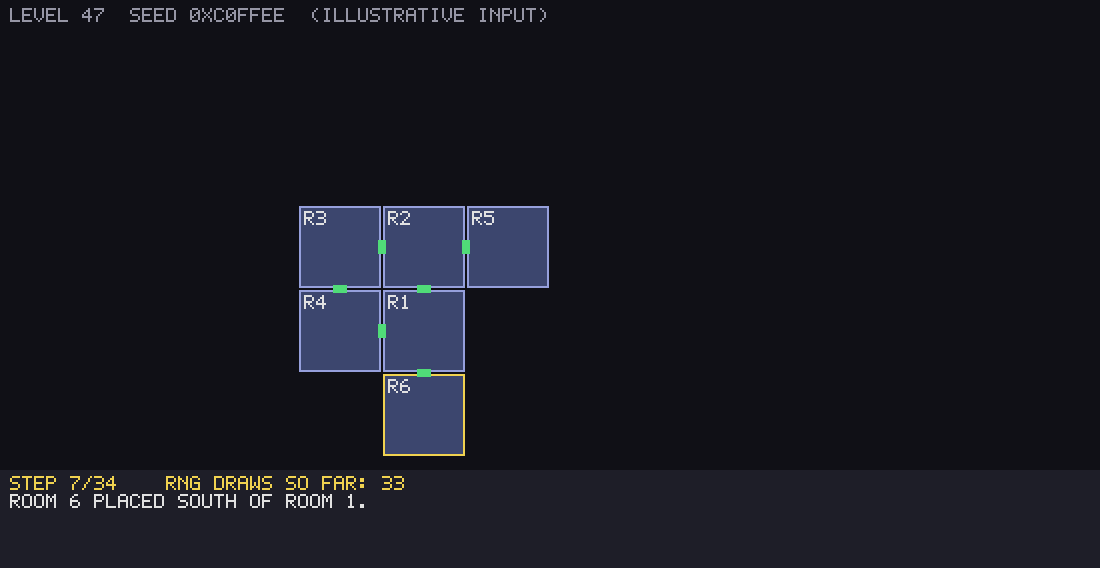 LEVEL 47  SEED 0XC0FFEE  (ILLUSTRATIVE INPUT)
R3 R2 R5
R4 R1
R6
STEP 7/34    RNG DRAWS SO FAR: 33
ROOM 6 PLACED SOUTH OF ROOM 1.